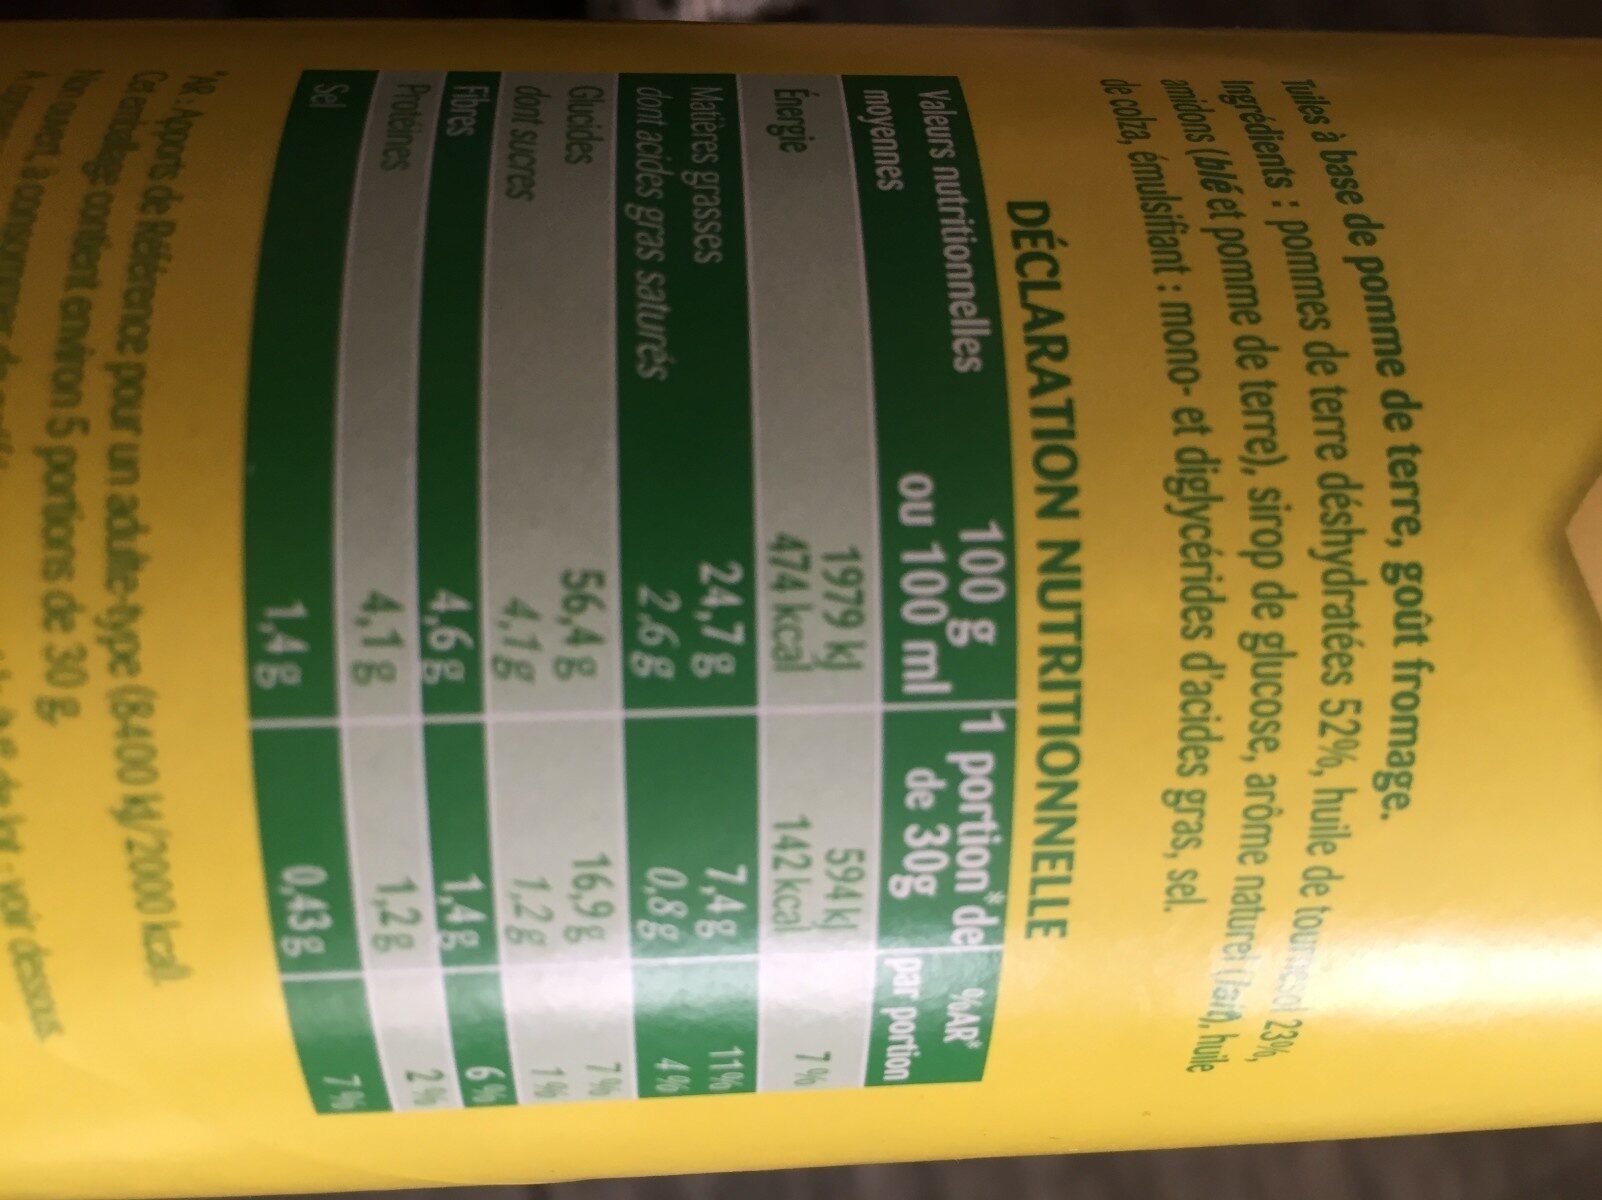 Tuiles à base de pomme de terre, goût fromage.
Ingrédients : pommes de terre déshydratées 52%, huile de tournesol 23%,
amidons (blé et pomme de terre), sirop de glucose, arôme naturel (lait), huile
de colza, émulsifiant : mono- et diglycérides d'acides gras, sel.
DÉCLARATION NUTRITIONNELLE
Valeurs nutritionnelles moyennes 100 g ou 100 ml 1 portion* de de 30g %AR* par portion
Énergie 1979 kJ 474 kcal 594 kJ 142 kcal 7 %
Matières grasses 24,7 g 7,4 g 11 %
dont acides gras saturés 2,6 g 0,8 g 4 %
Glucides 56,4 g 16,9 g 7 %
dont sucres 4,1 g 1,2 g 1 %
Fibres 4,6 g 1,4 g 6 %
Protéines 4,1 g 1,2 g 2 %
Sel 1,4 g 0,43 g 7 %
*AR : Apports de Référence pour un adulte-type (8400 kJ/2000 kcal).
Cet emballage contient environ 5 portions de 30 g.
voir dessous